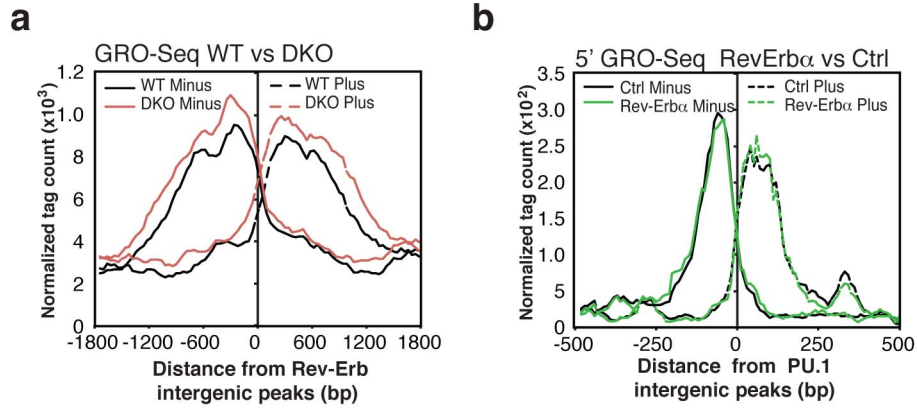 a
GRO-Seq WT vs DKO
WT Minus
DKO Minus
WT Plus
DKO Plus
Normalized tag count (x10³)
1.2
1.0
8
6
4
2
0
-1800 -1200 -600 0 600 1200 1800
Distance from Rev-Erb
intergenic peaks (bp)
b
5' GRO-Seq RevErbα vs Ctrl
Ctrl Minus
Rev-Erbα Minus
Ctrl Plus
Rev-Erbα Plus
Normalized tag count (x10²)
3.5
3.0
2.5
2.0
1.5
1.0
5
0
-500 -250 0 250 500
Distance from PU.1
intergenic peaks (bp)